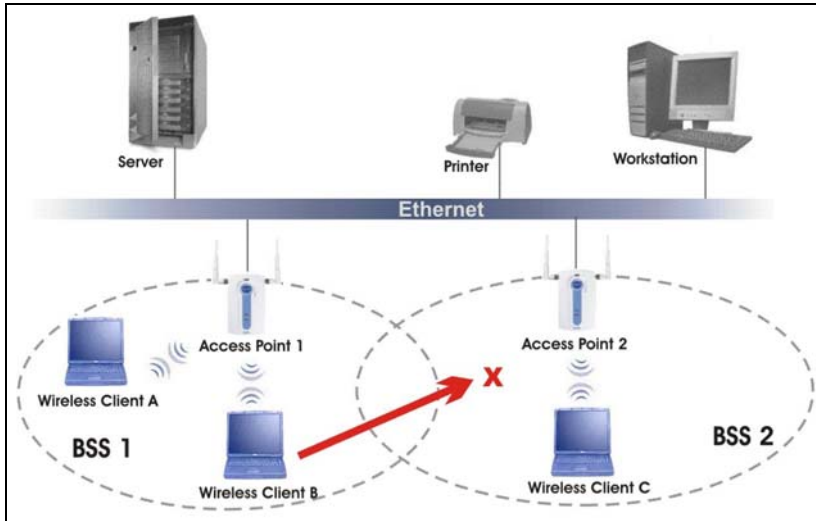 Server
Printer
Workstation
Ethernet
Access Point 1
Access Point 2
Wireless Client A
X
BSS 1
BSS 2
Wireless Client B
Wireless Client C